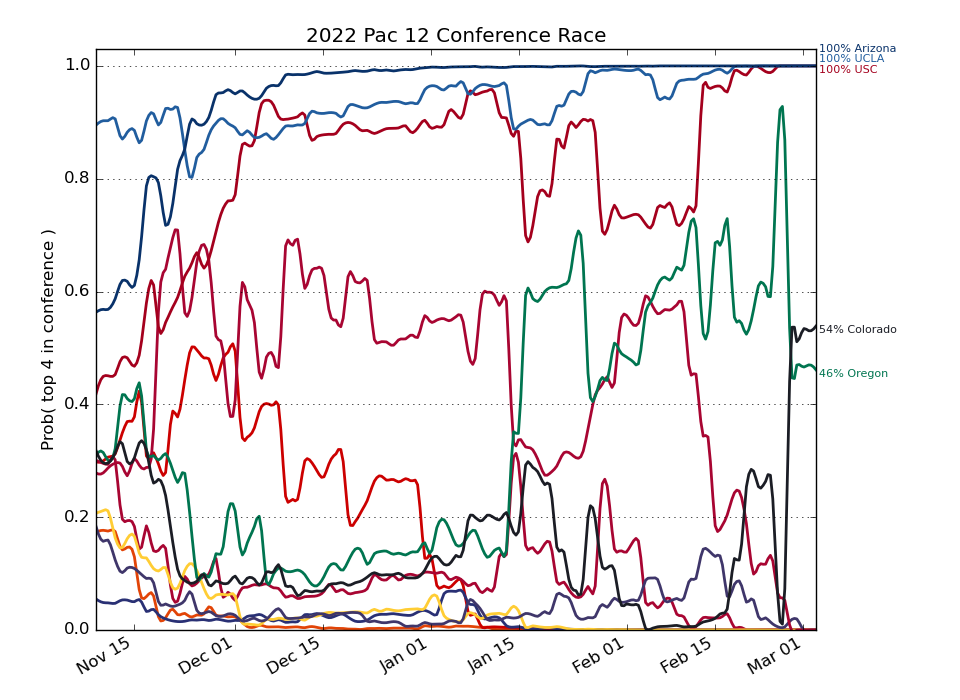 2022 Pac 12 Conference Race
Prob( top 4 in conference )
1.0
0.8
0.6
0.4
0.2
0.0
Nov 15
Dec 01
Dec 15
Jan 01
Jan 15
Feb 01
Feb 15
Mar 01
100% Arizona
100% UCLA
100% USC
54% Colorado
46% Oregon